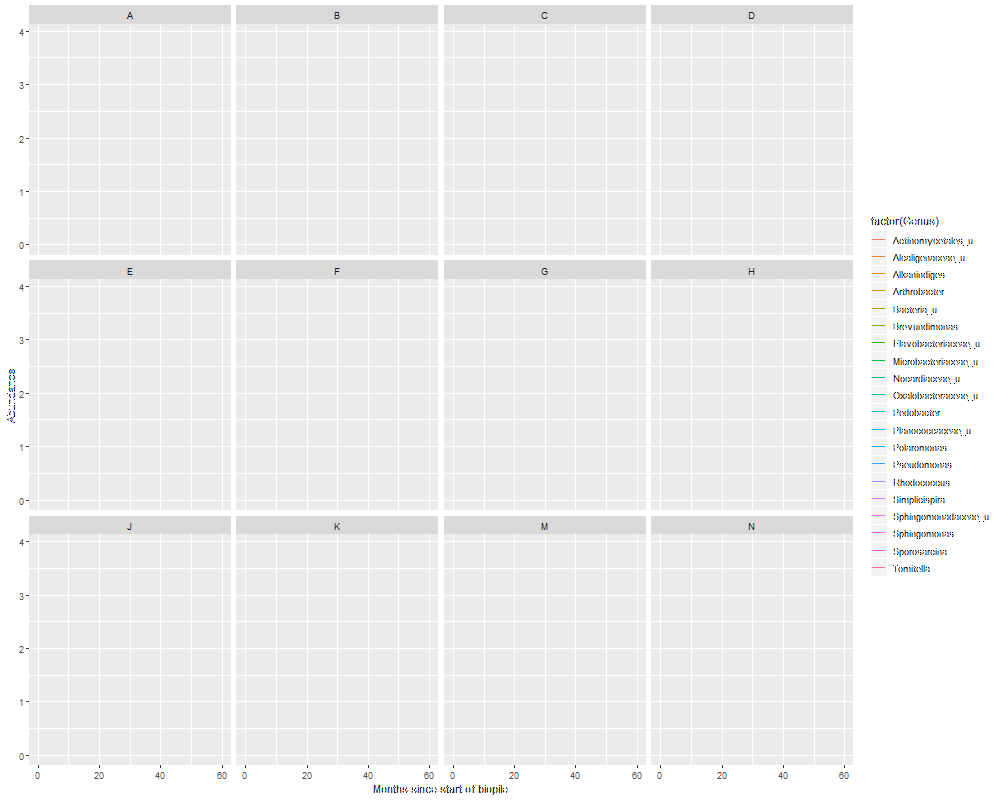 A B C D
4
3
2
1
0
E F G H
4
3
2
1
0
Abundance
J K M N
4
3
2
1
0
0 20 40 60 0 20 40 60 0 20 40 60 0 20 40 60
Months since start of biopile
factor(Genus)
Actinomycetales_u
Alcaligenaceae_u
Alkanindiges
Arthrobacter
Bacteria_u
Brevundimonas
Flavobacteriaceae_u
Microbacteriaceae_u
Nocardiaceae_u
Oxalobacteraceae_u
Pedobacter
Planococcaceae_u
Polaromonas
Pseudomonas
Rhodococcus
Simplicispira
Sphingomonadaceae_u
Sphingomonas
Sporosarcina
Tomitella